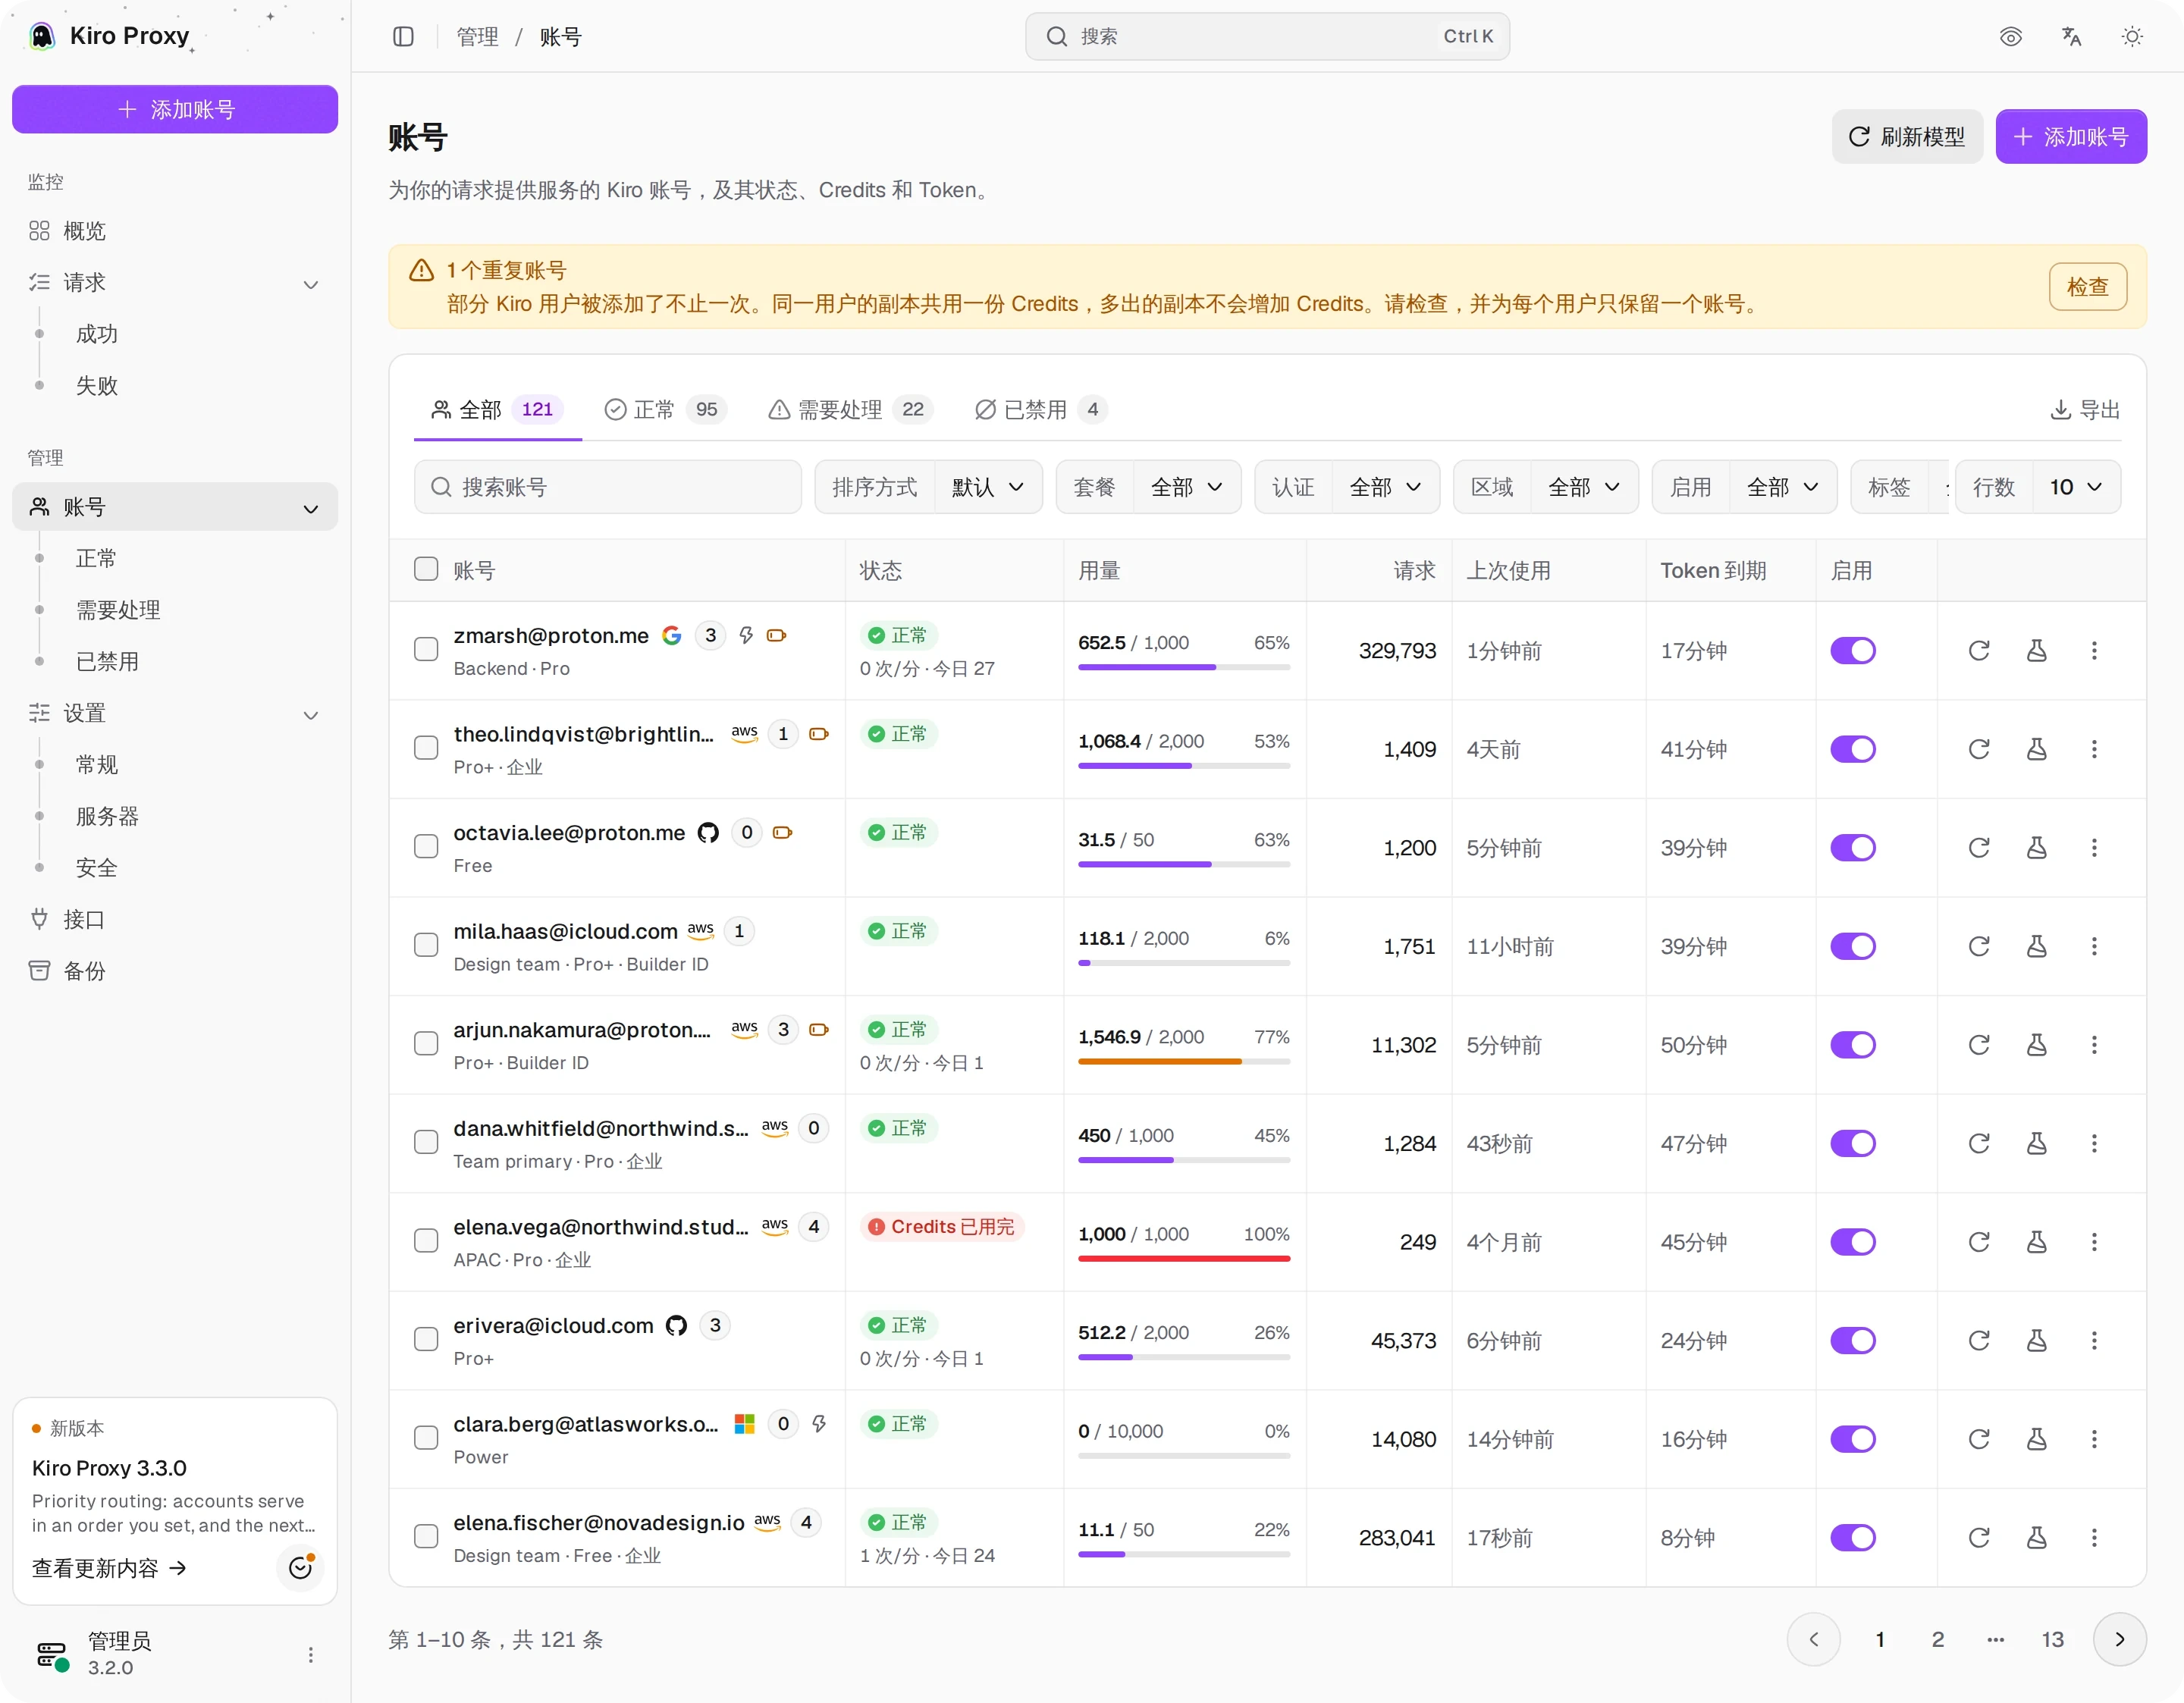 Kiro Proxy
添加账号
监控
概览
请求
成功
失败
管理
账号
正常
需要处理
已禁用
设置
常规
服务器
安全
接口
备份
新版本
Kiro Proxy 3.3.0
Priority routing: accounts serve
in an order you set, and the next...
查看更新内容
管理员
3.2.0
管理 / 账号
搜索 Ctrl K
账号
刷新模型
添加账号
为你的请求提供服务的 Kiro 账号，及其状态、Credits 和 Token。
1 个重复账号
部分 Kiro 用户被添加了不止一次。同一用户的副本共用一份 Credits，多出的副本不会增加 Credits。请检查，并为每个用户只保留一个账号。
检查
全部 121 正常 95 需要处理 22 已禁用 4 导出
搜索账号 排序方式 默认 套餐 全部 认证 全部 区域 全部 启用 全部 标签 行数 10
账号 状态 用量 请求 上次使用 Token 到期 启用
zmarsh@proton.me 3 正常 652.5 / 1,000 65% 329,793 1分钟前 17分钟
Backend · Pro 0 次/分 · 今日 27
theo.lindqvist@brightlin... aws 1 正常 1,068.4 / 2,000 53% 1,409 4天前 41分钟
Pro+ · 企业
octavia.lee@proton.me 0 正常 31.5 / 50 63% 1,200 5分钟前 39分钟
Free
mila.haas@icloud.com aws 1 正常 118.1 / 2,000 6% 1,751 11小时前 39分钟
Design team · Pro+ · Builder ID
arjun.nakamura@proton.... aws 3 正常 1,546.9 / 2,000 77% 11,302 5分钟前 50分钟
Pro+ · Builder ID 0 次/分 · 今日 1
dana.whitfield@northwind.s... aws 0 正常 450 / 1,000 45% 1,284 43秒前 47分钟
Team primary · Pro · 企业
elena.vega@northwind.stud... aws 4 Credits 已用完 1,000 / 1,000 100% 249 4个月前 45分钟
APAC · Pro · 企业
erivera@icloud.com 3 正常 512.2 / 2,000 26% 45,373 6分钟前 24分钟
Pro+ 0 次/分 · 今日 1
clara.berg@atlasworks.o... 0 正常 0 / 10,000 0% 14,080 14分钟前 16分钟
Power
elena.fischer@novadesign.io aws 4 正常 11.1 / 50 22% 283,041 17秒前 8分钟
Design team · Free · 企业 1 次/分 · 今日 24
第 1–10 条，共 121 条
1 2 ··· 13